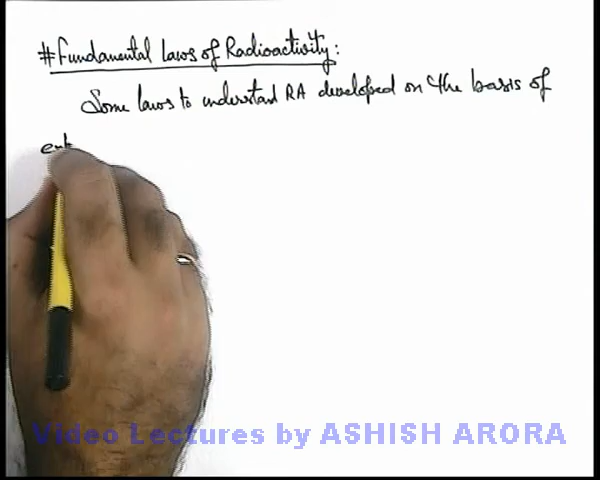 #Fundamental Laws of Radioactivity:
Some laws to understand RA developed on the basis of
Video Lectures by ASHISH ARORA